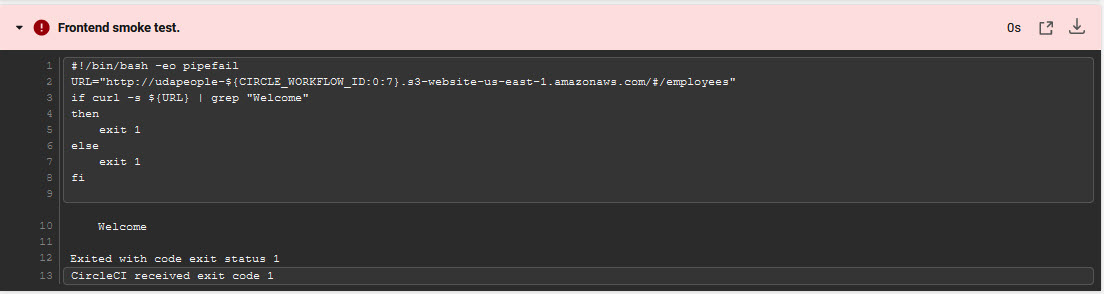 Frontend smoke test.
0s
1 #!/bin/bash -eo pipefail
2 URL="http://udapeople-${CIRCLE_WORKFLOW_ID:0:7}.s3-website-us-east-1.amazonaws.com/#/employees"
3 if curl -s ${URL} | grep "Welcome"
4 then
5     exit 1
6 else
7     exit 1
8 fi
9
10     Welcome
11
12 Exited with code exit status 1
13 CircleCI received exit code 1